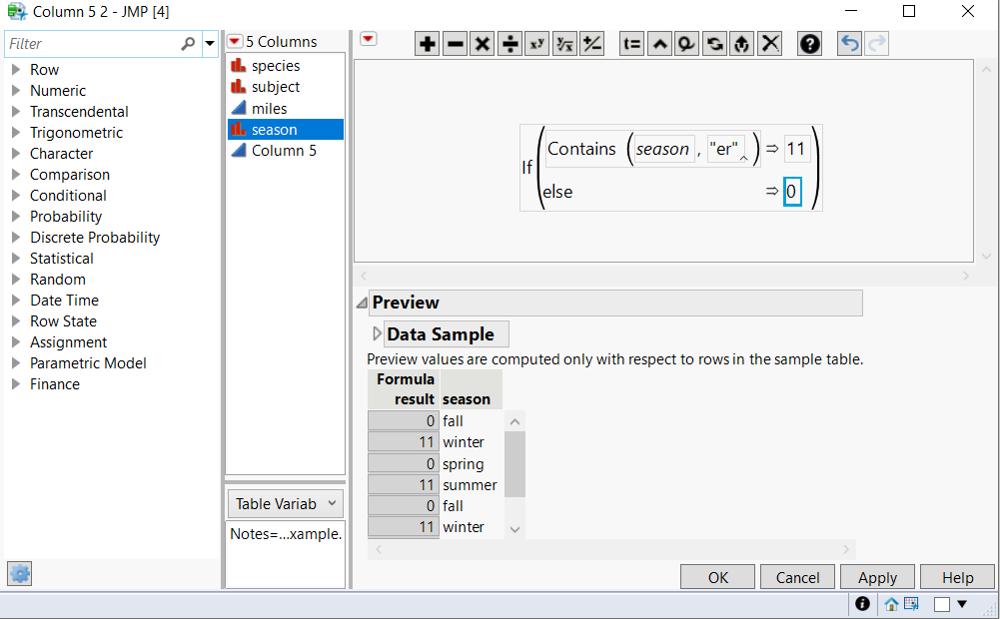 Column 5 2 - JMP [4]
Filter
Row
Numeric
Transcendental
Trigonometric
Character
Comparison
Conditional
Probability
Discrete Probability
Statistical
Random
Date Time
Row State
Assignment
Parametric Model
Finance
5 Columns
species
subject
miles
season
Column 5
Table Variab
Notes=...xample.
t=
If
Contains (season , "er") ⇒ 11
else ⇒ 0
Preview
Data Sample
Preview values are computed only with respect to rows in the sample table.
Formula
result season
0 fall
11 winter
0 spring
11 summer
0 fall
11 winter
OK Cancel Apply Help